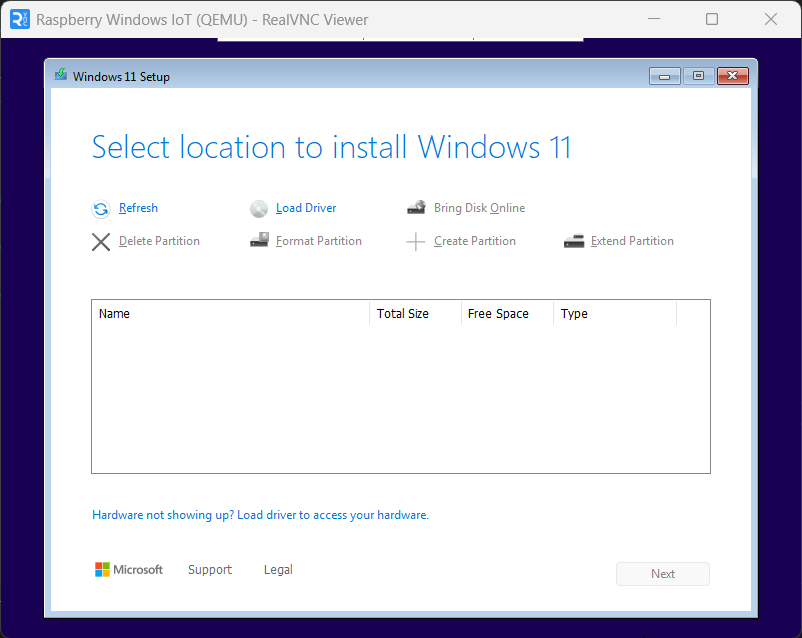 Raspberry Windows IoT (QEMU) - RealVNC Viewer
Windows 11 Setup
Select location to install Windows 11
Refresh Load Driver Bring Disk Online
Delete Partition Format Partition Create Partition Extend Partition
Name Total Size Free Space Type
Hardware not showing up? Load driver to access your hardware.
Microsoft Support Legal
Next